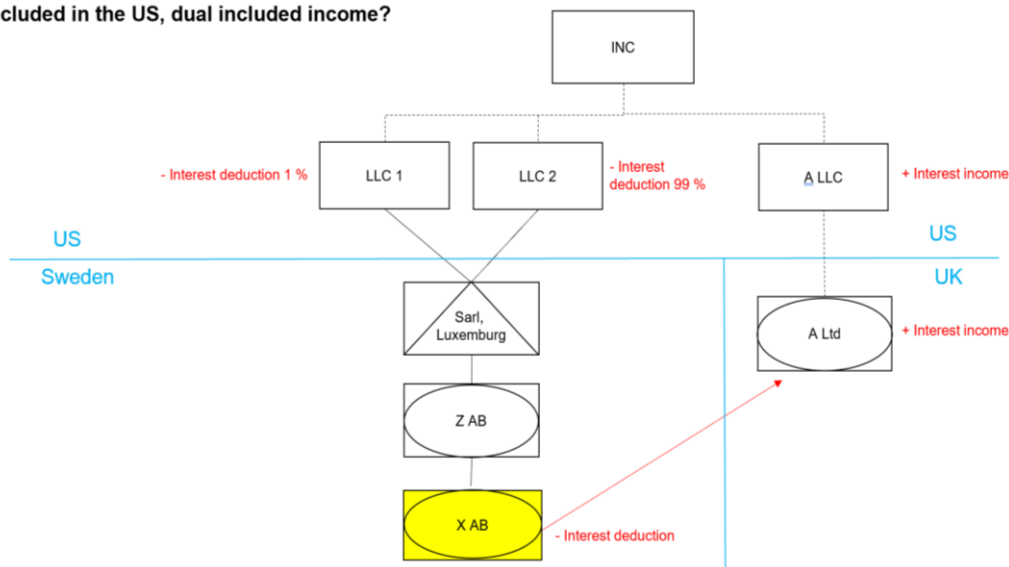 cluded in the US, dual included income?
INC
- Interest deduction 1 %
LLC 1
LLC 2
- Interest
deduction 99 %
A LLC
+ Interest income
US
US
Sweden
UK
Sarl,
Luxemburg
A Ltd
+ Interest income
Z AB
X AB
- Interest deduction